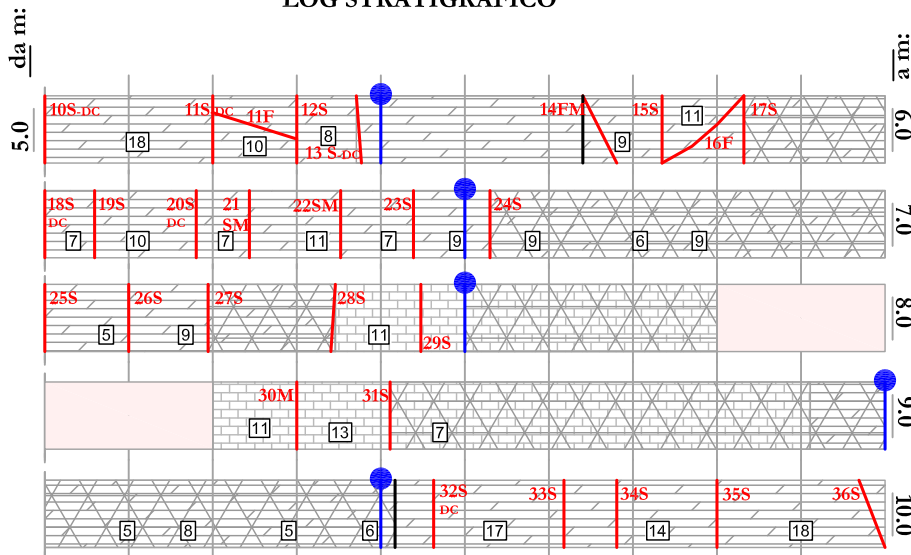 LOG STRATIGRAFICO
da m:
a m:
10S-DC 11S-DC 11F 12S 14FM 15S 11 17S
18 10 8 13 S-DC 9 16F
5.0 6.0
18S 19S 20S 21 22SM 23S 24S
DC DC SM
7 10 7 11 7 9 9 6 9
7.0
25S 26S 27S 28S
5 9 11 29S
8.0
30M 31S
11 13 7
9.0
32S 33S 34S 35S 36S
DC
5 8 5 6 17 14 18
10.0